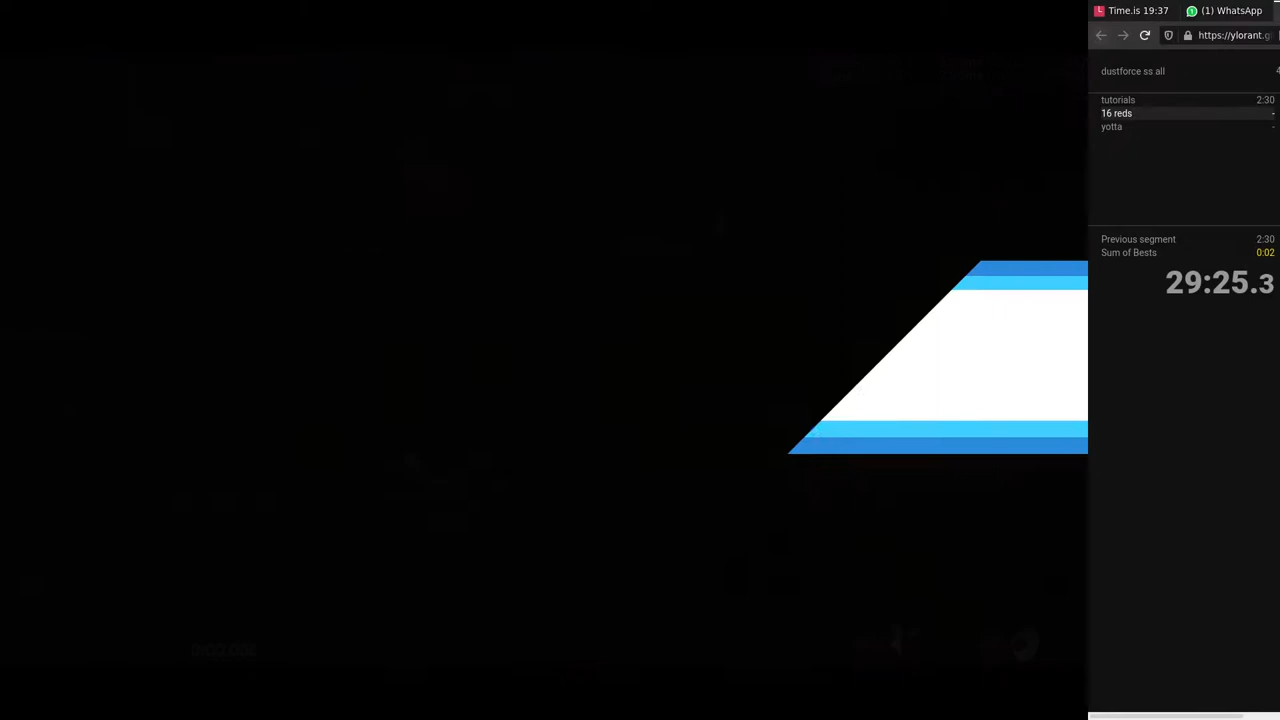 Time.is 19:37
(1) WhatsApp
https://ylorant.g
dustforce ss all
tutorials 2:30
16 reds -
yotta -
Previous segment 2:30
Sum of Bests 0:02
29:25.3